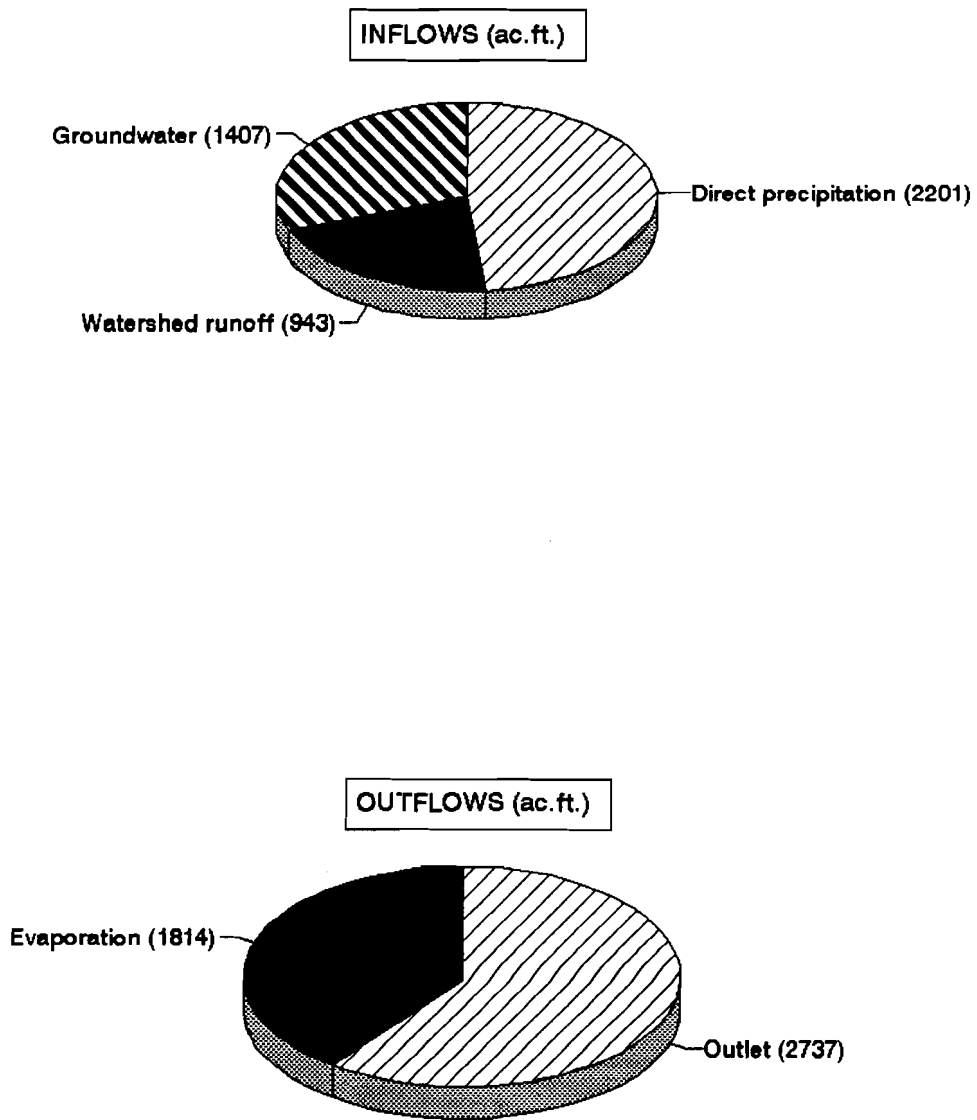 INFLOWS (ac.ft.)
Groundwater (1407)
Direct precipitation (2201)
Watershed runoff (943)
OUTFLOWS (ac.ft.)
Evaporation (1814)
Outlet (2737)